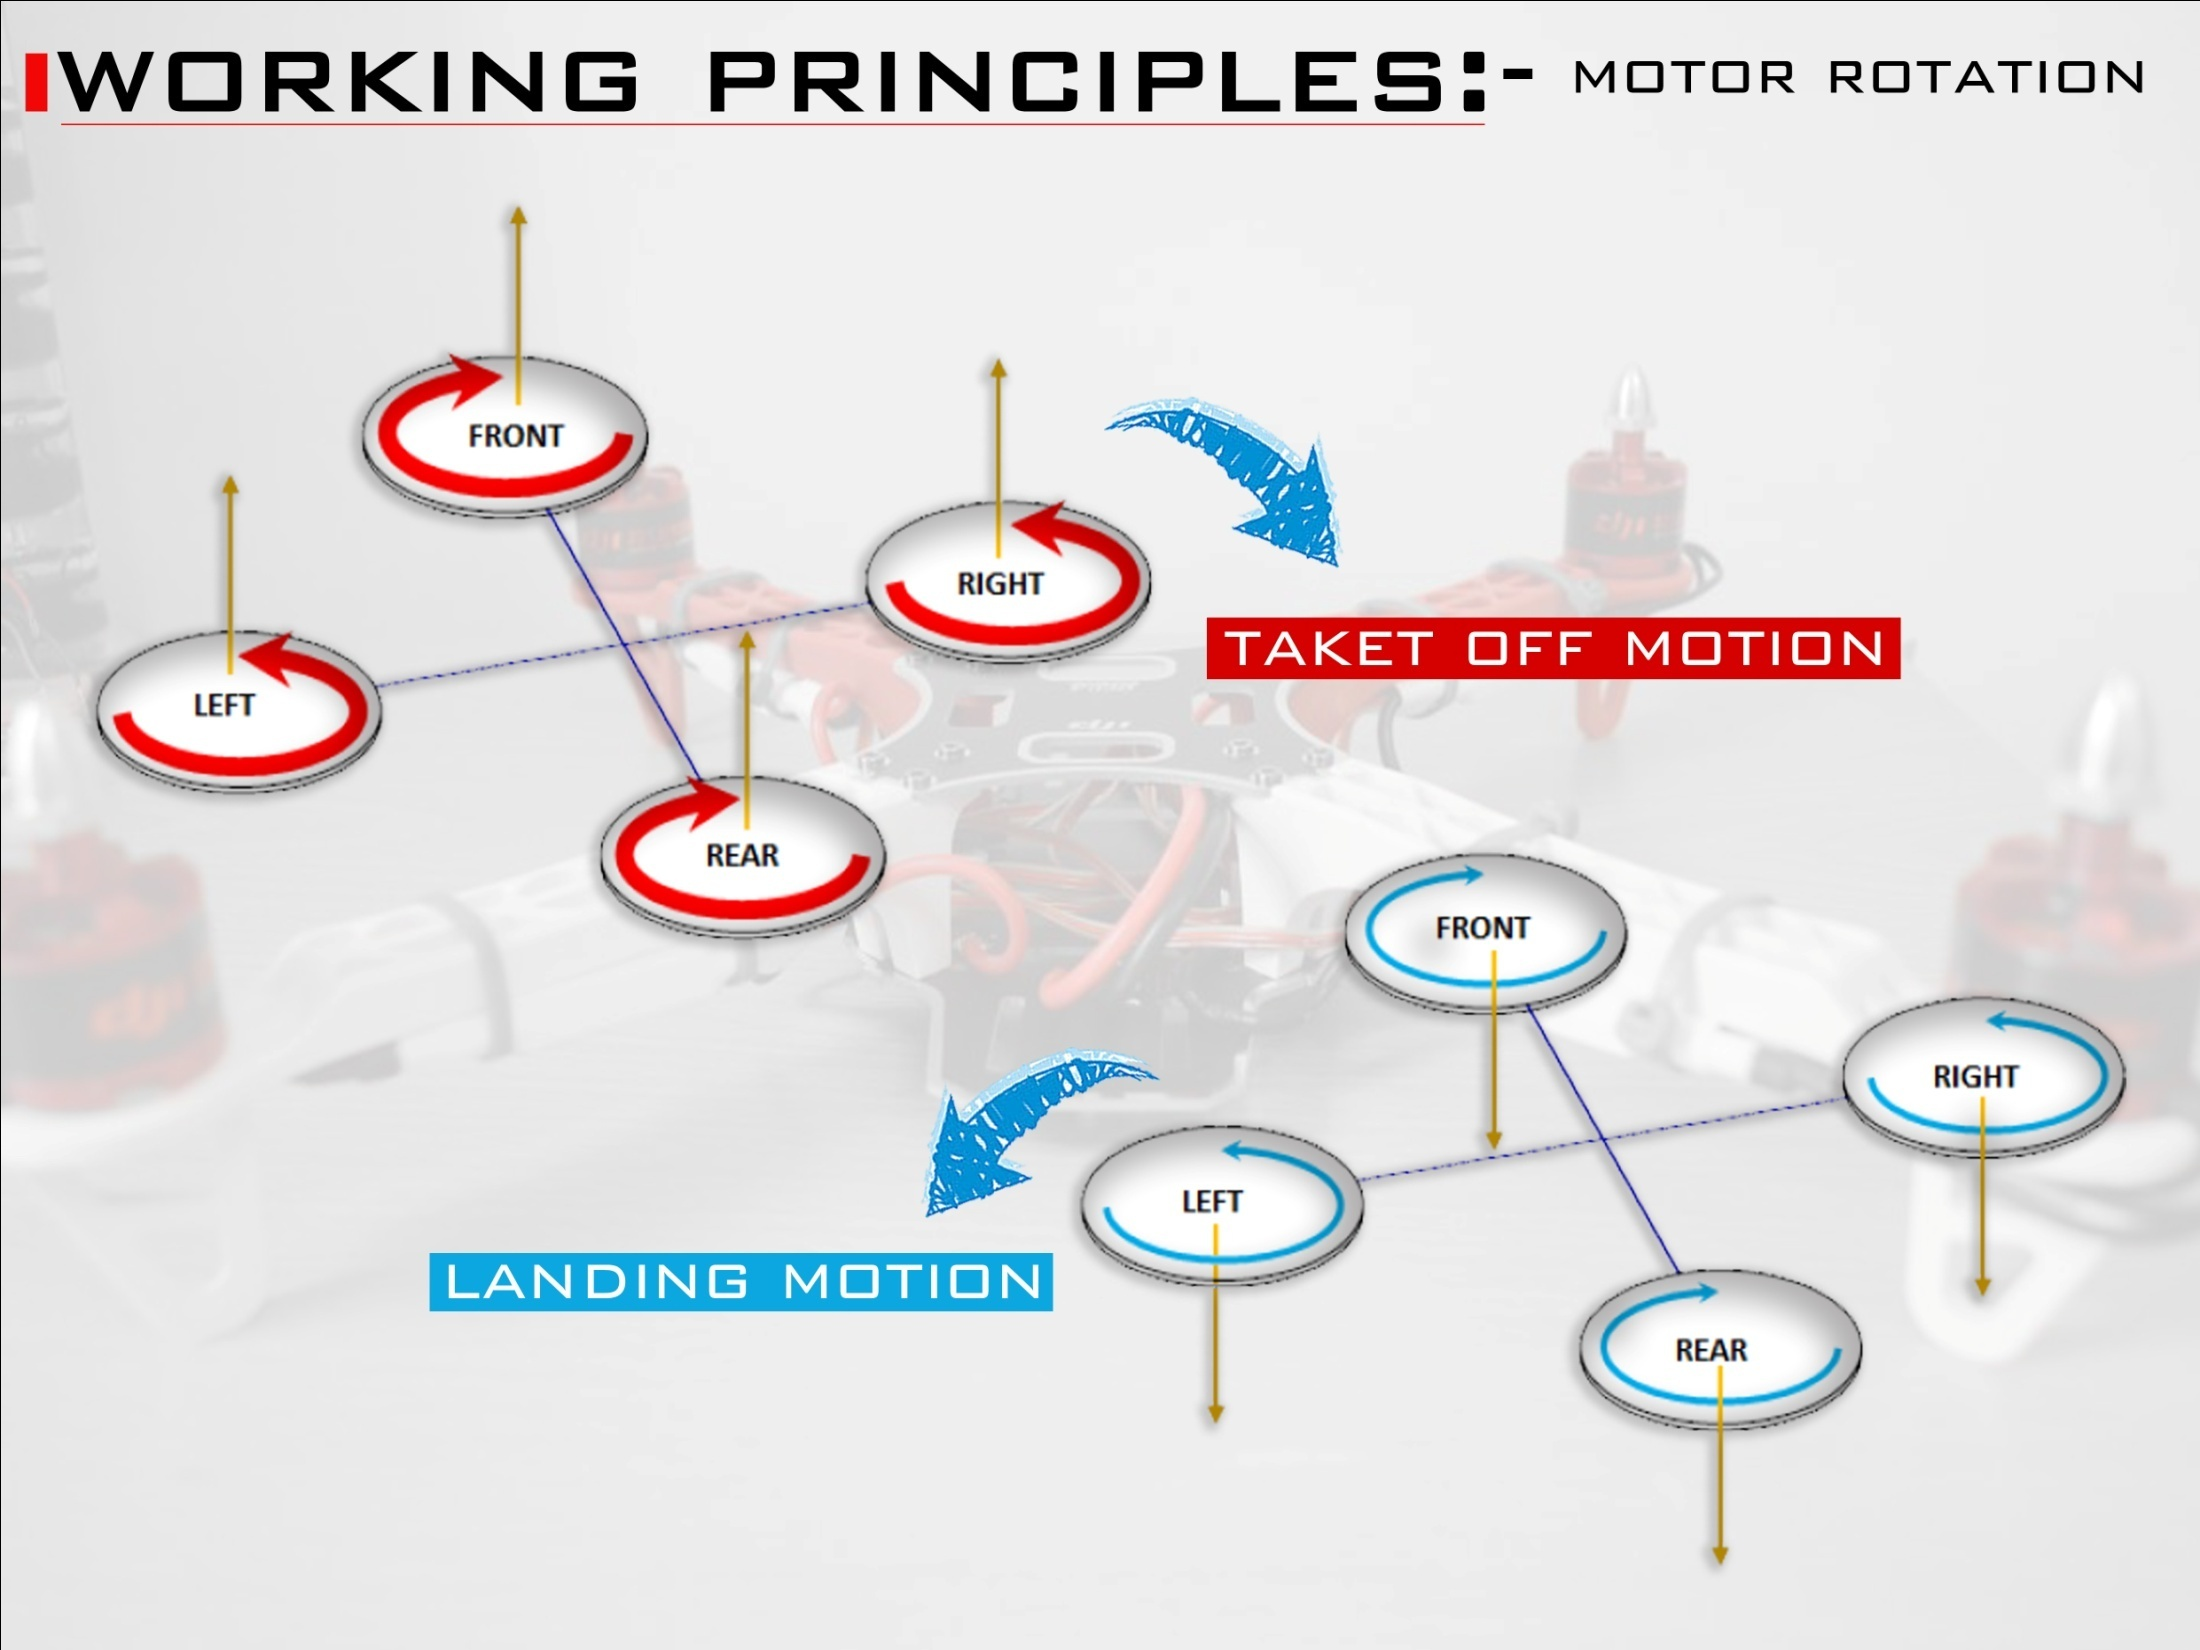 WORKING PRINCIPLES:- MOTOR ROTATION
FRONT
RIGHT
LEFT
REAR
TAKET OFF MOTION
FRONT
RIGHT
LEFT
REAR
LANDING MOTION